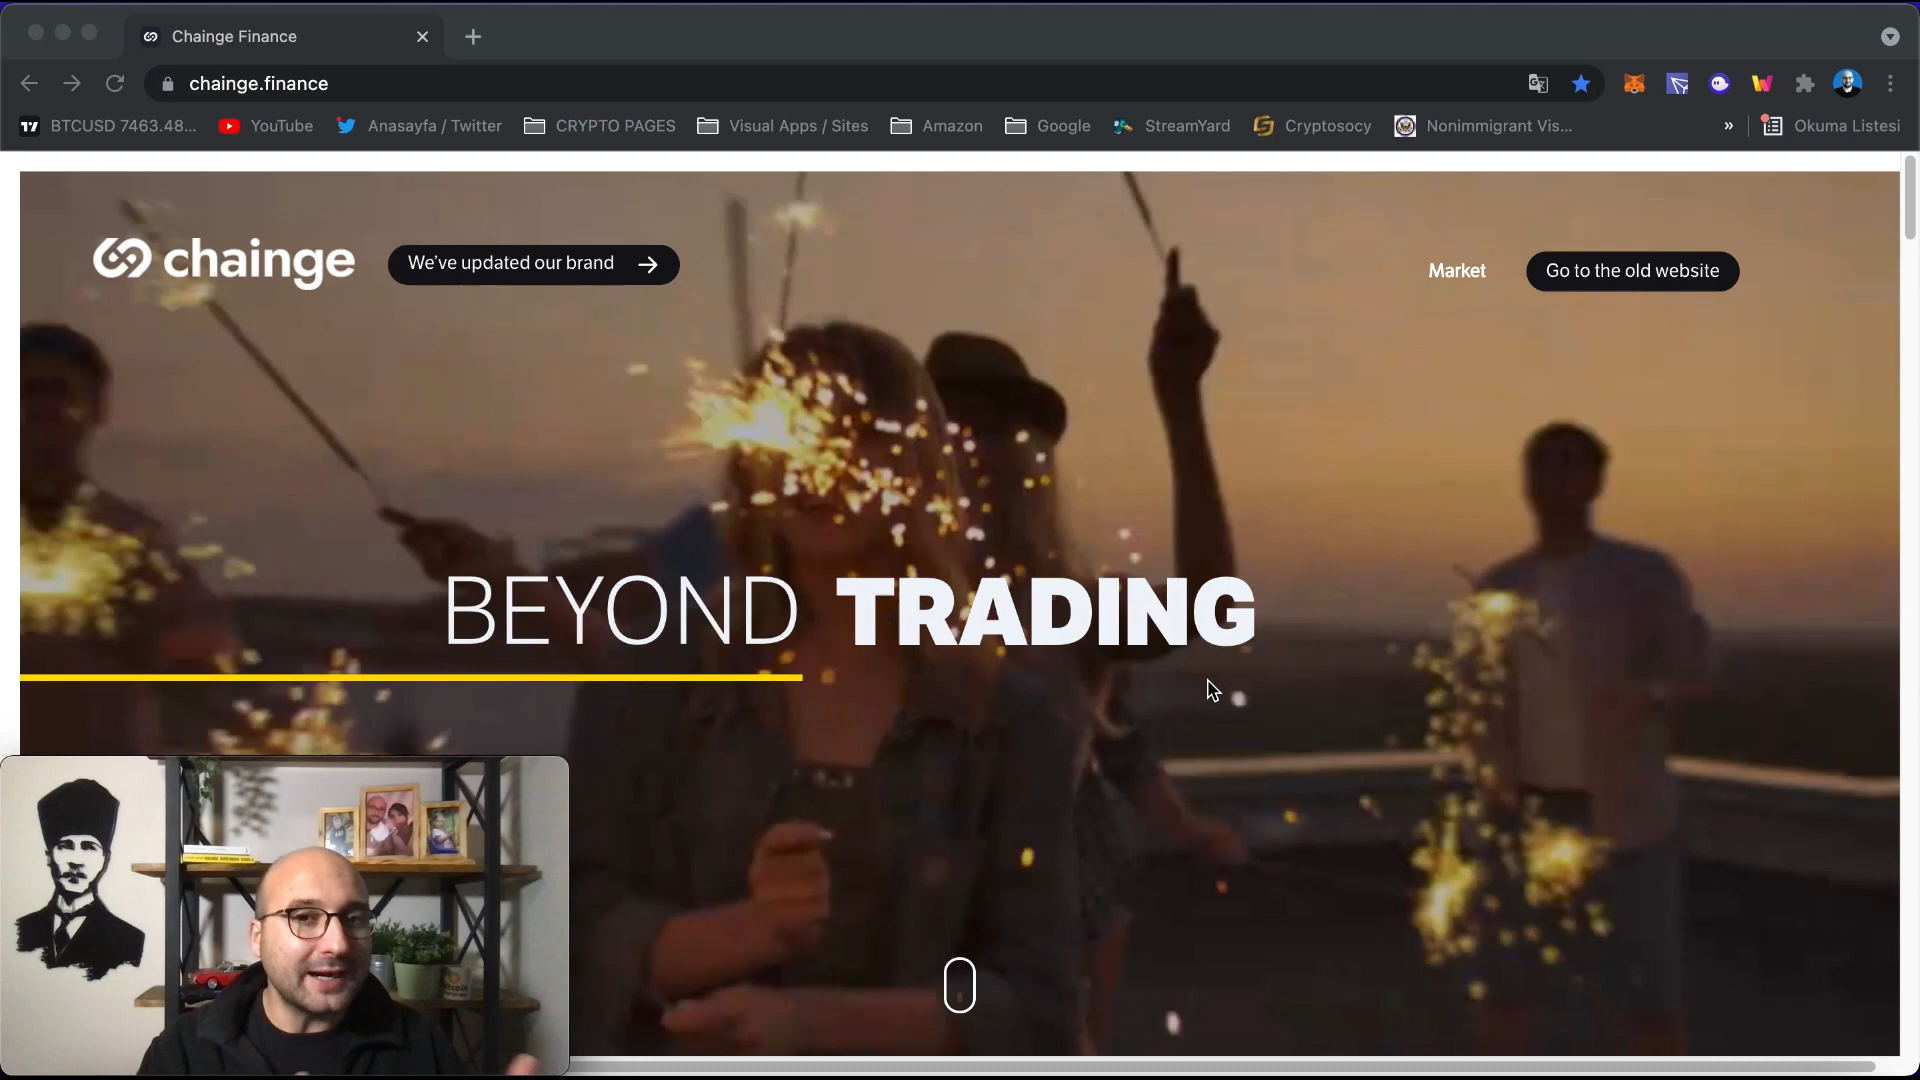 Chainge Finance
chainge.finance
BTCUSD 7463.48...
YouTube
Anasayfa / Twitter
CRYPTO PAGES
Visual Apps / Sites
Amazon
Google
StreamYard
Cryptosocy
Nonimmigrant Vis...
»
Okuma Listesi
chainge
We've updated our brand →
Market
Go to the old website
BEYOND TRADING
bitcoin